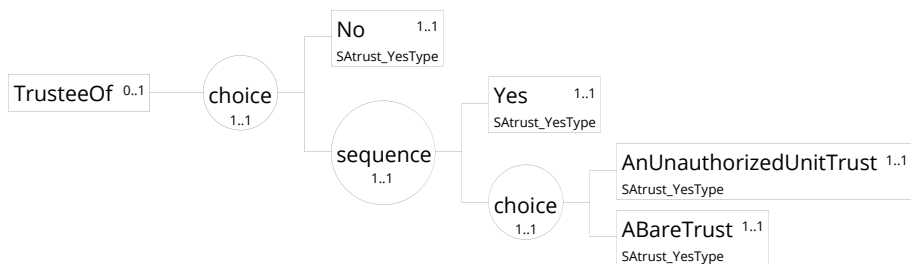 No 1..1
SAtrust_YesType
TrusteeOf 0..1
choice
1..1
Yes 1..1
SAtrust_YesType
sequence
1..1
AnUnauthorizedUnitTrust 1..1
SAtrust_YesType
choice
1..1
ABareTrust 1..1
SAtrust_YesType